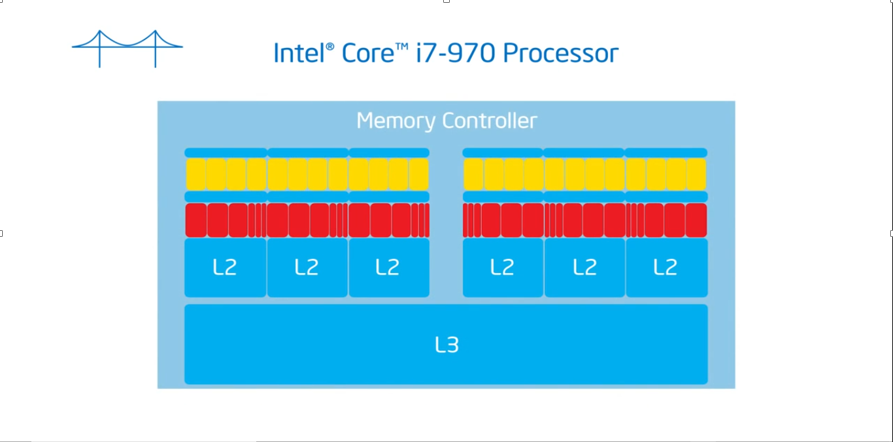 Intel® Core™ i7-970 Processor
Memory Controller
L2 L2 L2 L2 L2 L2
L3